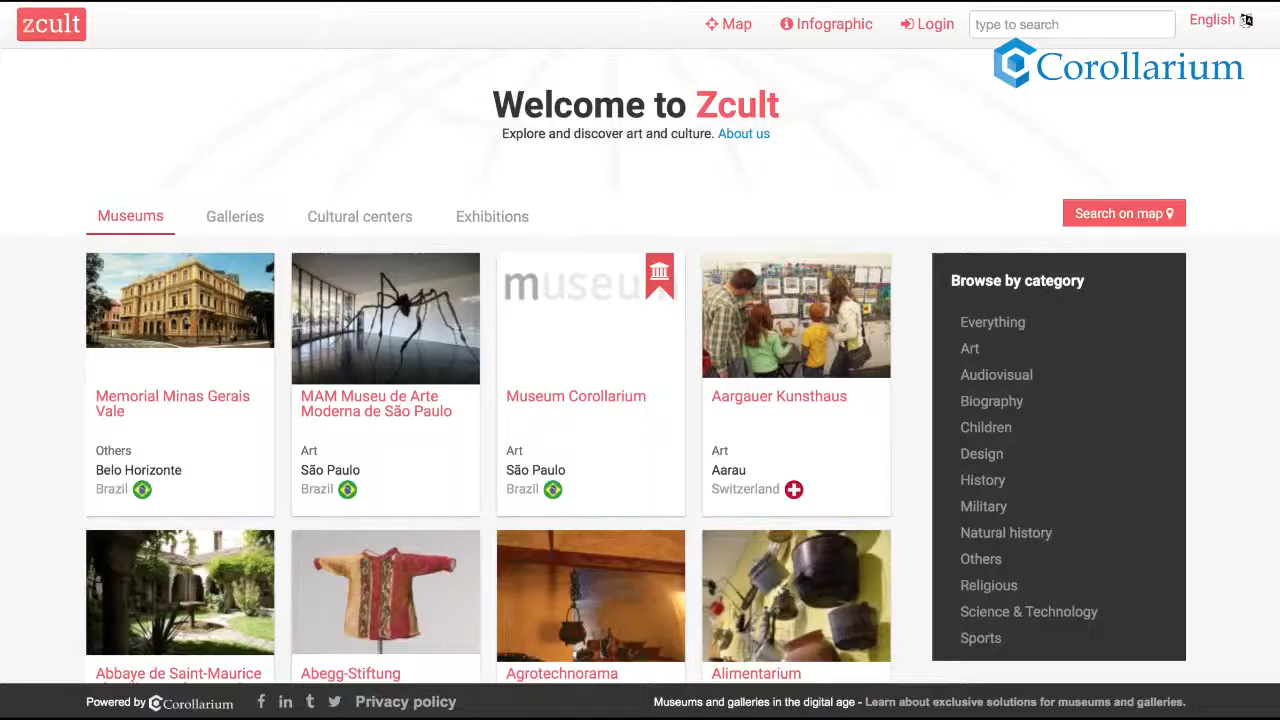 zcult
Map
Infographic
Login
type to search
English
Corollarium
Welcome to Zcult
Explore and discover art and culture. About us
Museums
Galleries
Cultural centers
Exhibitions
Search on map
museum
Memorial Minas Gerais
Vale
Others
Belo Horizonte
Brazil
MAM Museu de Arte
Moderna de São Paulo
Art
São Paulo
Brazil
Museum Corollarium
Art
São Paulo
Brazil
Aargauer Kunsthaus
Art
Aarau
Switzerland
Browse by category
Everything
Art
Audiovisual
Biography
Children
Design
History
Military
Natural history
Others
Religious
Science & Technology
Sports
Abbaye de Saint-Maurice
Abegg-Stiftung
Agrotechnorama
Alimentarium
Powered by Corollarium
Privacy policy
Museums and galleries in the digital age - Learn about exclusive solutions for museums and galleries.